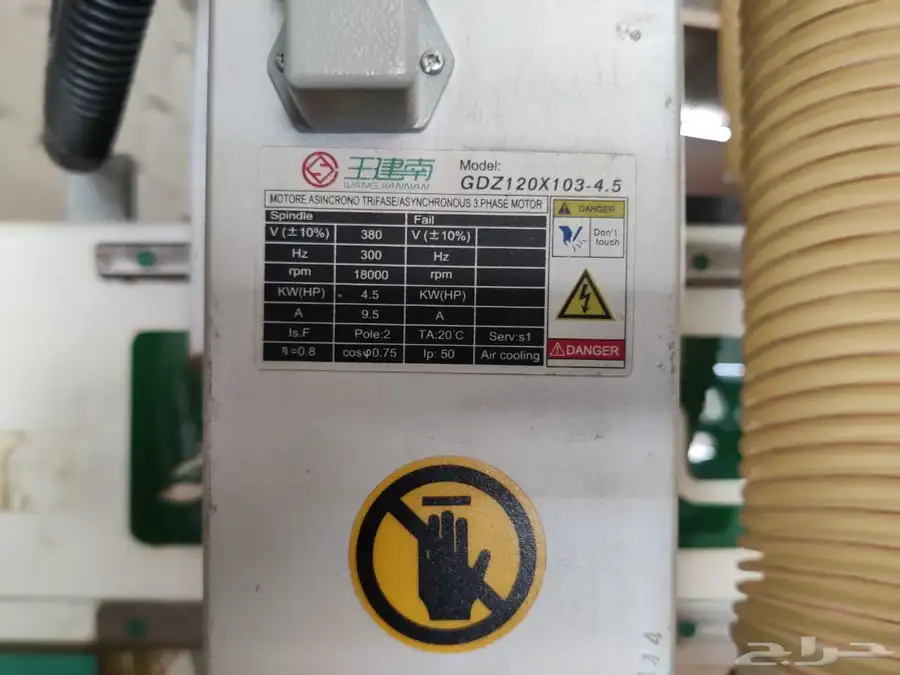 王建南
WANGJIANNAN
Model:
GDZ120X103-4.5
MOTORE ASINCRONO TRIFASE/ASYNCHRONOUS 3.PHASE MOTOR
Spindle Fail
V (±10%) 380 V (±10%)
Hz 300 Hz
rpm 18000 rpm
KW(HP) 4.5 KW(HP)
A 9.5 A
Is.F Pole:2 TA:20℃ Serv:s1
η=0.8 cosφ0.75 Ip: 50 Air cooling
DANGER
Don't
touch
DANGER
حراج